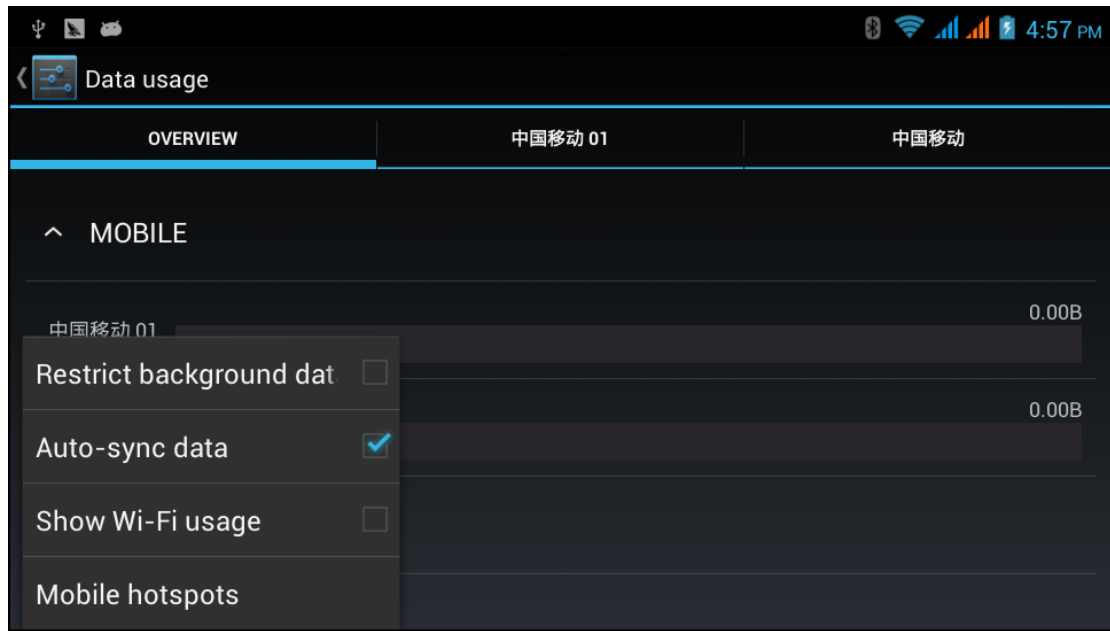 4:57 PM
Data usage
OVERVIEW
中国移动 01
中国移动
MOBILE
0.00B
中国移动 01
Restrict background dat
0.00B
Auto-sync data
Show Wi-Fi usage
Mobile hotspots